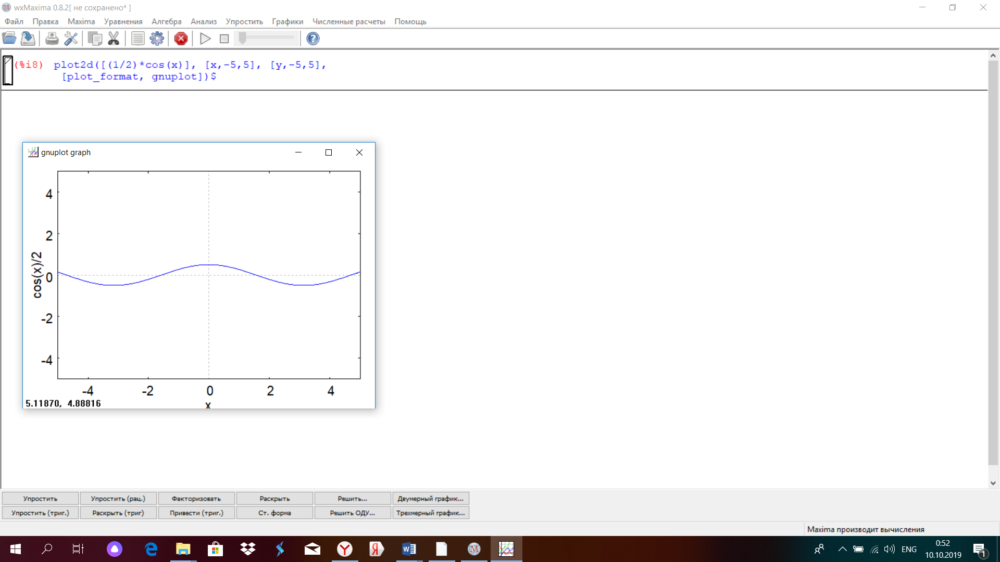 wxMaxima 0.8.2[ не сохранено* ]
Файл Правка Maxima Уравнения Алгебра Анализ Упростить Графики Численные расчеты Помощь
(%i8) plot2d([(1/2)*cos(x)], [x,-5,5], [y,-5,5],
[plot_format, gnuplot])$
gnuplot graph
4
2
0
-2
-4
cos(x)/2
-4 -2 0 2 4
x
5.11870, 4.88816
Упростить Упростить (рац.) Факторизовать Раскрыть Решить... Двумерный график...
Упростить (триг.) Раскрыть (триг) Привести (триг.) Ст. форма Решить ОДУ... Трехмерный график...
Maxima производит вычисления
ENG
0:52
10.10.2019
1